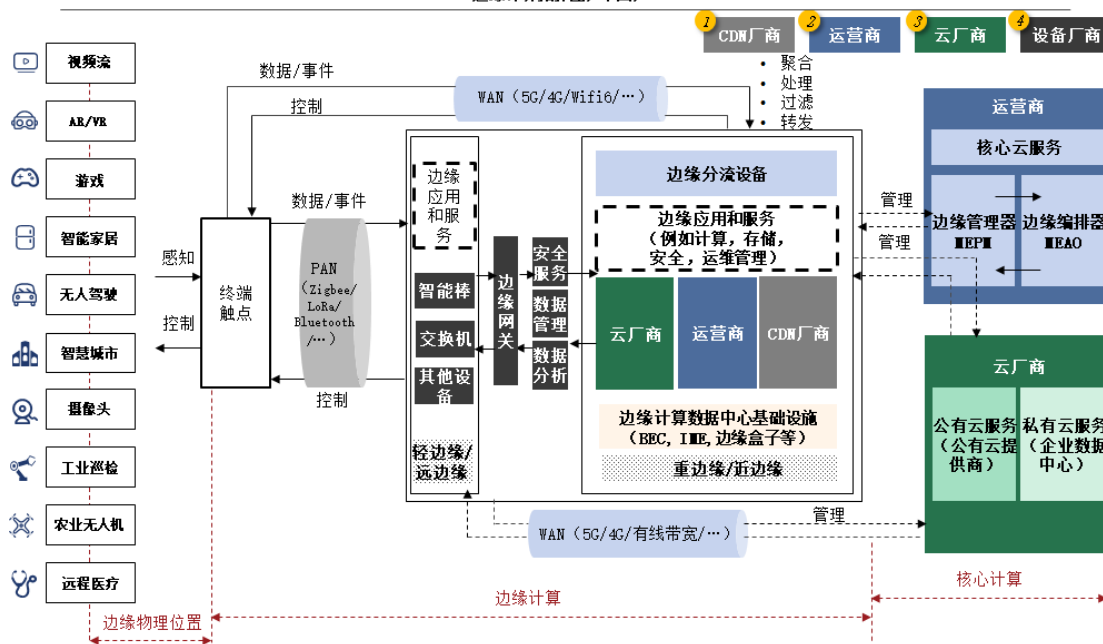 1
CDN厂商
2
运营商
3
云厂商
4
设备厂商
• 聚合
• 处理
• 过滤
• 转发
视频流
AR/VR
游戏
智能家居
无人驾驶
智慧城市
摄像头
工业巡检
农业无人机
远程医疗
感知
控制
终端
触点
数据/事件
控制
WAN（5G/4G/Wifi6/…）
数据/事件
PAN
（Zigbee/
LoRa/
Bluetooth
/…）
控制
边缘
应用
和服
务
智能棒
交换机
其他设
备
轻边缘/
远边缘
边
缘
网
关
安全
服务
数据
管理
数据
分析
边缘分流设备
边缘应用和服务
（例如计算，存储，
安全，运维管理）
云厂商
运营商
CDN厂商
边缘计算数据中心基础设施
（BEC, IME,边缘盒子等）
重边缘/近边缘
管理
管理
运营商
核心云服务
边缘管理器
MEPM
边缘编排器
MEAO
云厂商
公有云服务
（公有云提
供商）
私有云服务
（企业数据
中心）
WAN（5G/4G/有线带宽/…）
管理
边缘物理位置
边缘计算
核心计算